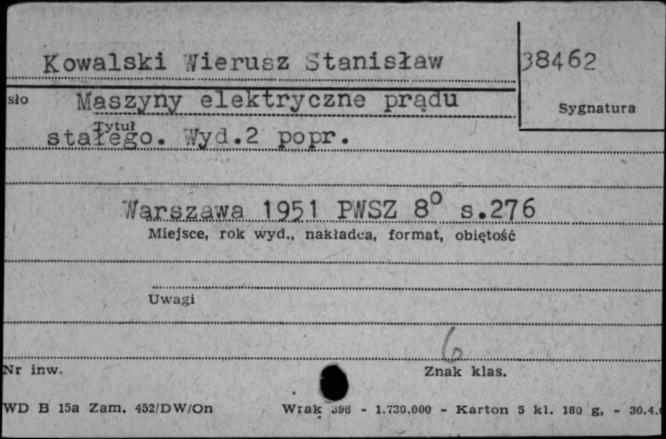 Kowalski Wierusz Stanisław 38462
sło Maszyny elektryczne prądu Sygnatura
Tytuł
stałego. Wyd.2 popr.
Warszawa 1951 PWSZ 8° s.276
Miejsce, rok wyd., nakładca, format, objętość
Uwagi
6
Nr inw. Znak klas.
WD B 15a Zam. 452/DW/On Wrak 396 - 1.730.000 - Karton 5 kl. 180 g, - 30.4.